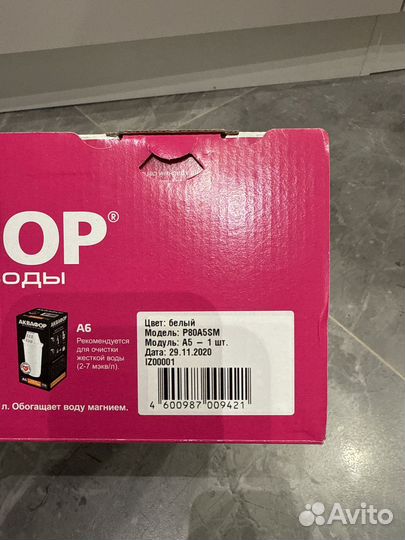 ОР®
ВОДЫ
АКВАФОР
А6
Рекомендуется
для очистки
жесткой воды
(2-7 мэкв/л.)
л. Обогащает воду магнием.
Цвет: белый
Модель: P80A5SM
Модуль: А5 — 1 шт.
Дата: 29.11.2020
IZ00001
4 600987 009421
Avito